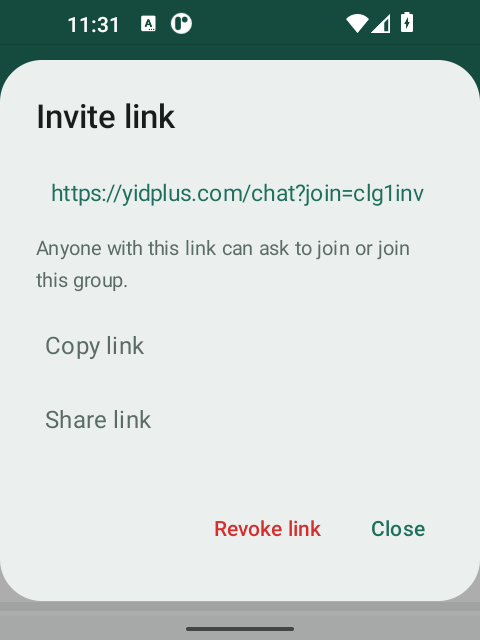 11:31
Invite link
https://yidplus.com/chat?join=clg1inv
Anyone with this link can ask to join or join
this group.
Copy link
Share link
Revoke link
Close